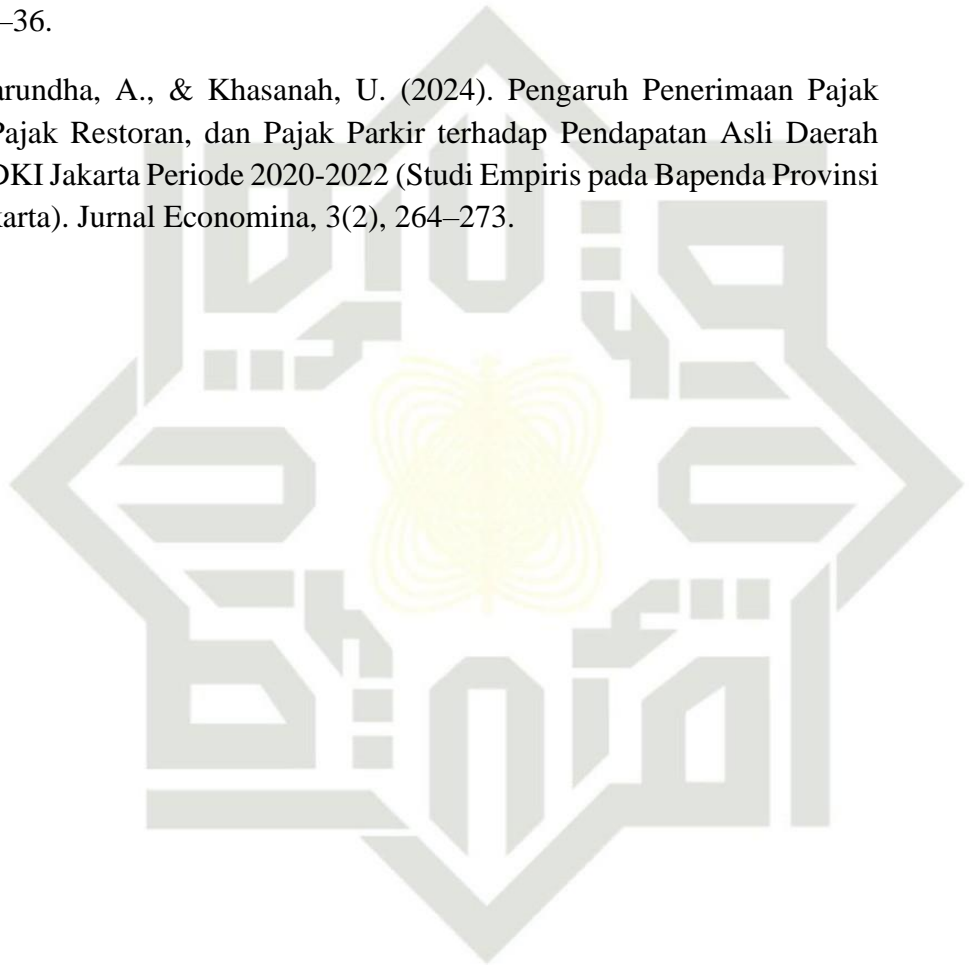 –36.
arundha, A., & Khasanah, U. (2024). Pengaruh Penerimaan Pajak
Pajak Restoran, dan Pajak Parkir terhadap Pendapatan Asli Daerah
DKI Jakarta Periode 2020-2022 (Studi Empiris pada Bapenda Provinsi
karta). Jurnal Economina, 3(2), 264–273.